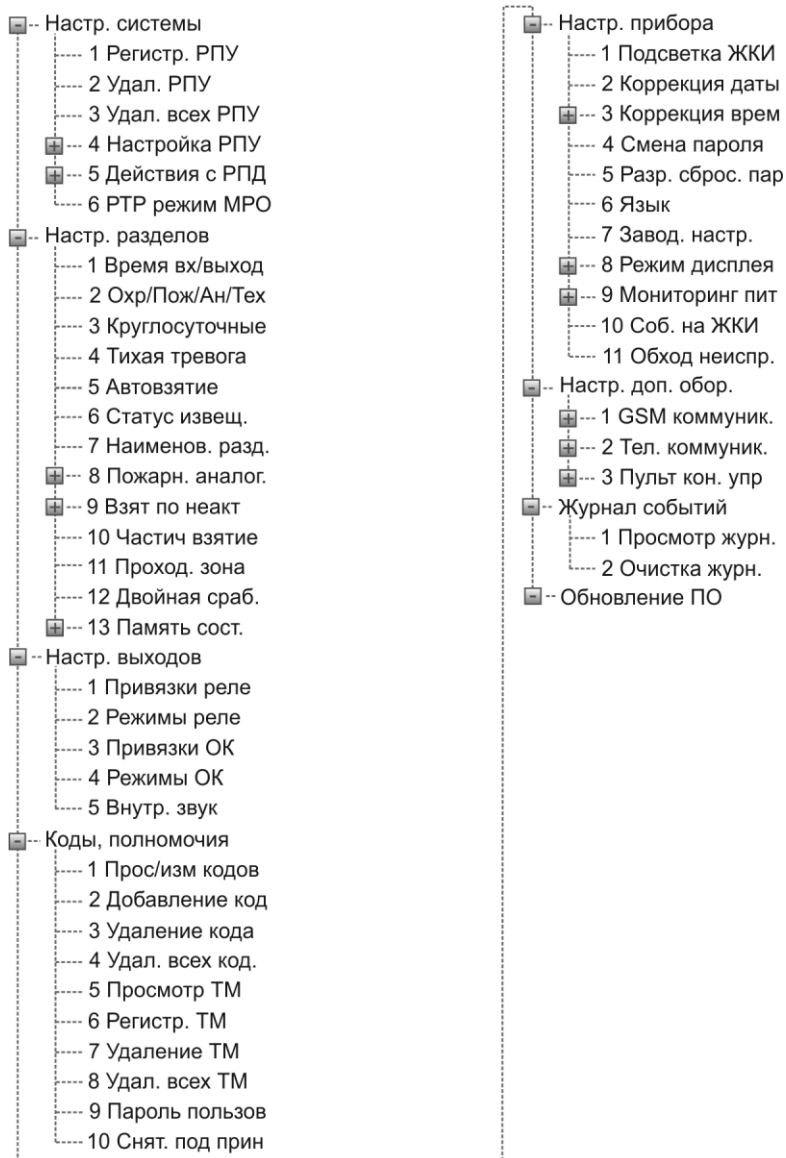 Настр. системы
1 Регистр. РПУ
2 Удал. РПУ
3 Удал. всех РПУ
4 Настройка РПУ
5 Действия с РПД
6 РТР режим МРО
Настр. разделов
1 Время вх/выход
2 Охр/Пож/Ан/Тех
3 Круглосуточные
4 Тихая тревога
5 Автовзятие
6 Статус извещ.
7 Наименов. разд.
8 Пожарн. аналог.
9 Взят по неакт
10 Частич взятие
11 Проход. зона
12 Двойная сраб.
13 Память сост.
Настр. выходов
1 Привязки реле
2 Режимы реле
3 Привязки ОК
4 Режимы ОК
5 Внутр. звук
Коды, полномочия
1 Прос/изм кодов
2 Добавление код
3 Удаление кода
4 Удал. всех код.
5 Просмотр ТМ
6 Регистр. ТМ
7 Удаление ТМ
8 Удал. всех ТМ
9 Пароль пользов
10 Снят. под прин
Настр. прибора
1 Подсветка ЖКИ
2 Коррекция даты
3 Коррекция врем
4 Смена пароля
5 Разр. сброс. пар
6 Язык
7 Завод. настр.
8 Режим дисплея
9 Мониторинг пит
10 Соб. на ЖКИ
11 Обход неиспр.
Настр. доп. обор.
1 GSM коммуник.
2 Тел. коммуник.
3 Пульт кон. упр
Журнал событий
1 Просмотр журн.
2 Очистка журн.
Обновление ПО